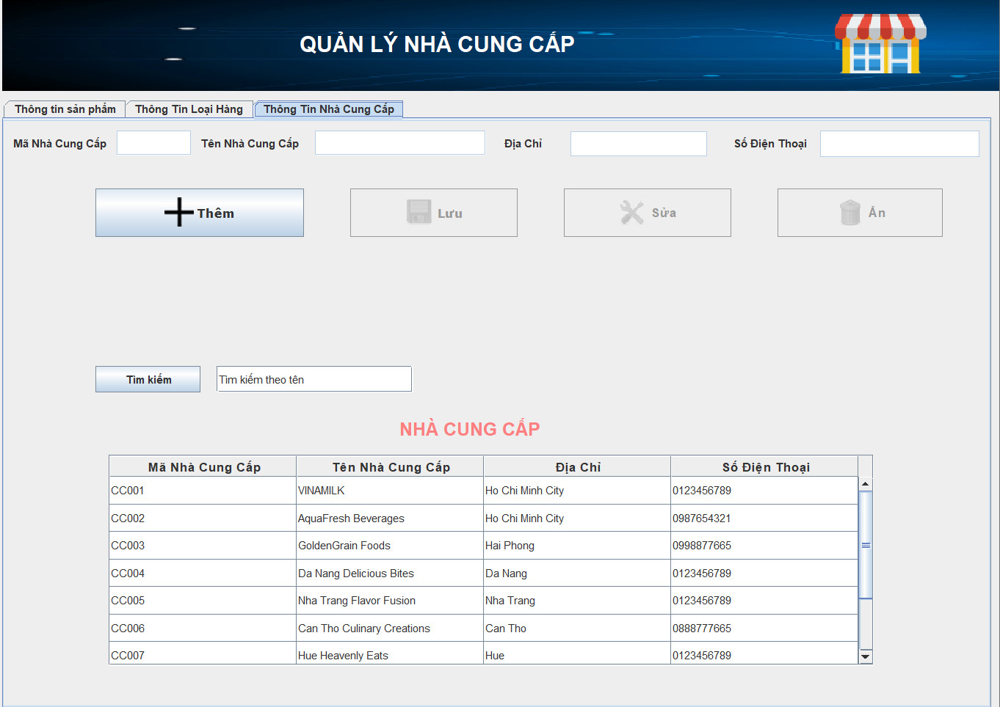 QUẢN LÝ NHÀ CUNG CẤP
Thông tin sản phẩm Thông Tin Loại Hàng Thông Tin Nhà Cung Cấp
Mã Nhà Cung Cấp Tên Nhà Cung Cấp Địa Chỉ Số Điện Thoại
Thêm Lưu Sửa Ẩn
Tìm kiếm Tìm kiếm theo tên
NHÀ CUNG CẤP
Mã Nhà Cung Cấp Tên Nhà Cung Cấp Địa Chỉ Số Điện Thoại
CC001 VINAMILK Ho Chi Minh City 0123456789
CC002 AquaFresh Beverages Ho Chi Minh City 0987654321
CC003 GoldenGrain Foods Hai Phong 0998877665
CC004 Da Nang Delicious Bites Da Nang 0123456789
CC005 Nha Trang Flavor Fusion Nha Trang 0123456789
CC006 Can Tho Culinary Creations Can Tho 0888777665
CC007 Hue Heavenly Eats Hue 0123456789